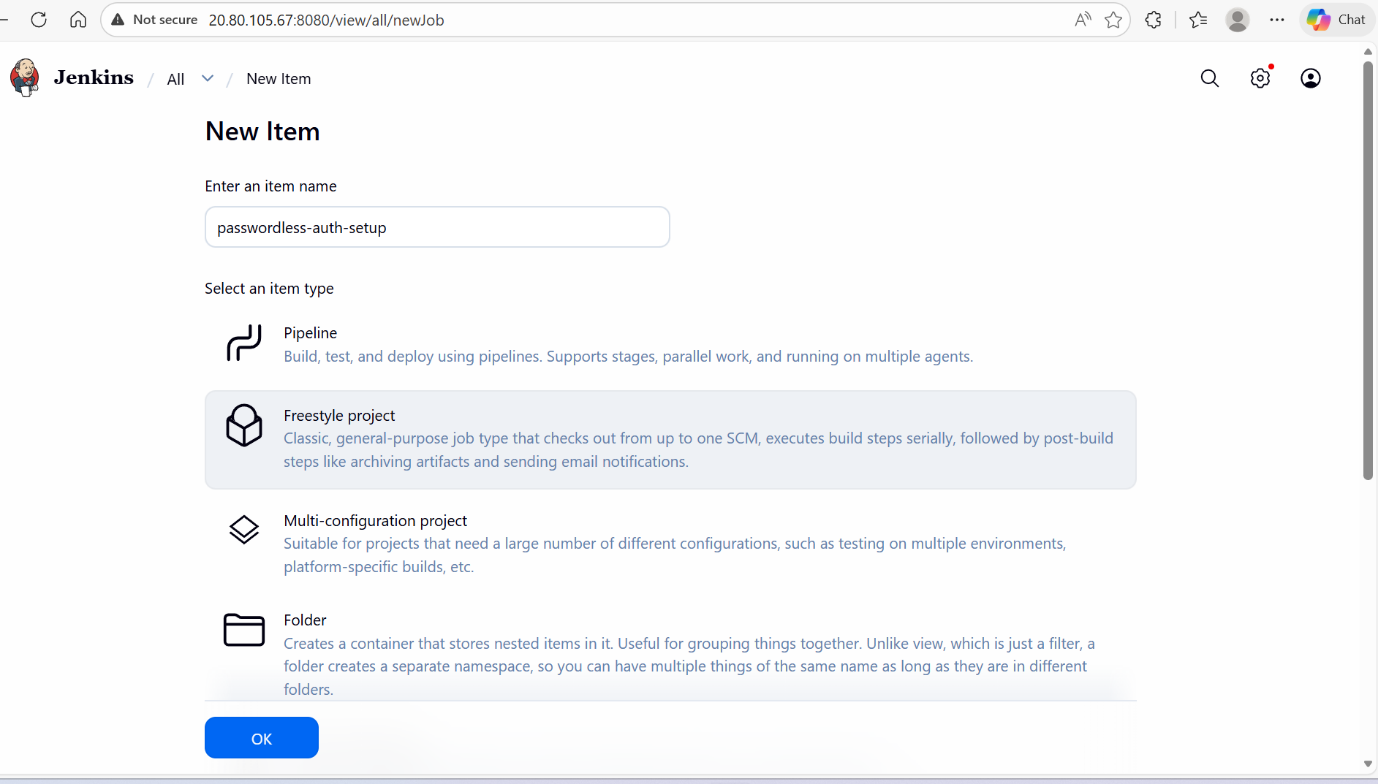 Not secure 20.80.105.67:8080/view/all/newJob Chat
Jenkins / All / New Item
New Item
Enter an item name
passwordless-auth-setup
Select an item type
Pipeline
Build, test, and deploy using pipelines. Supports stages, parallel work, and running on multiple agents.
Freestyle project
Classic, general-purpose job type that checks out from up to one SCM, executes build steps serially, followed by post-build
steps like archiving artifacts and sending email notifications.
Multi-configuration project
Suitable for projects that need a large number of different configurations, such as testing on multiple environments,
platform-specific builds, etc.
Folder
Creates a container that stores nested items in it. Useful for grouping things together. Unlike view, which is just a filter, a
folder creates a separate namespace, so you can have multiple things of the same name as long as they are in different
folders.
OK